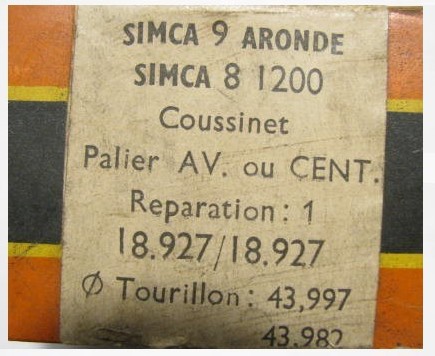 SIMCA 9 ARONDE
SIMCA 8 1200
Coussinet
Palier AV. ou CENT.
Reparation: 1
18.927/18.927
Ø Tourillon: 43,997
43,982